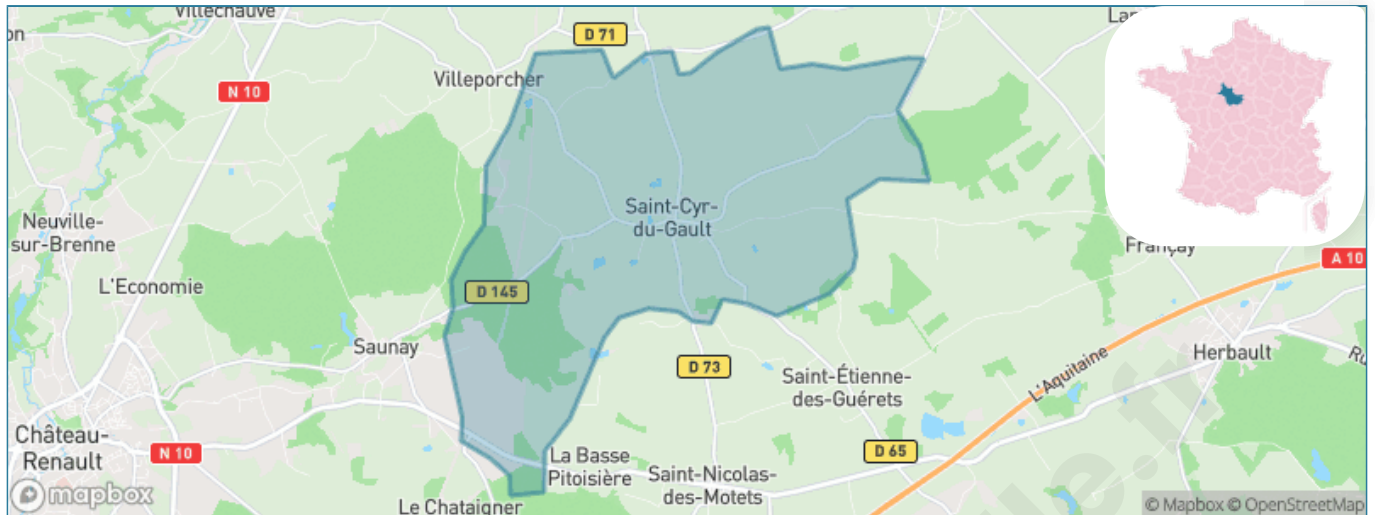 Villechauve
D 71
Villeporcher
N 10
Saint-Cyr-
du-Gault
Neuville-
sur-Brenne
Françay
A 10
L'Economie
D 145
Saunay
Herbault
D 73
L'Aquitaine
Saint-Étienne-
des-Guérets
Château-
Renault
N 10
D 65
La Basse
Pitoisière
Saint-Nicolas-
des-Motets
Le Chataigner
mapbox
© Mapbox © OpenStreetMap